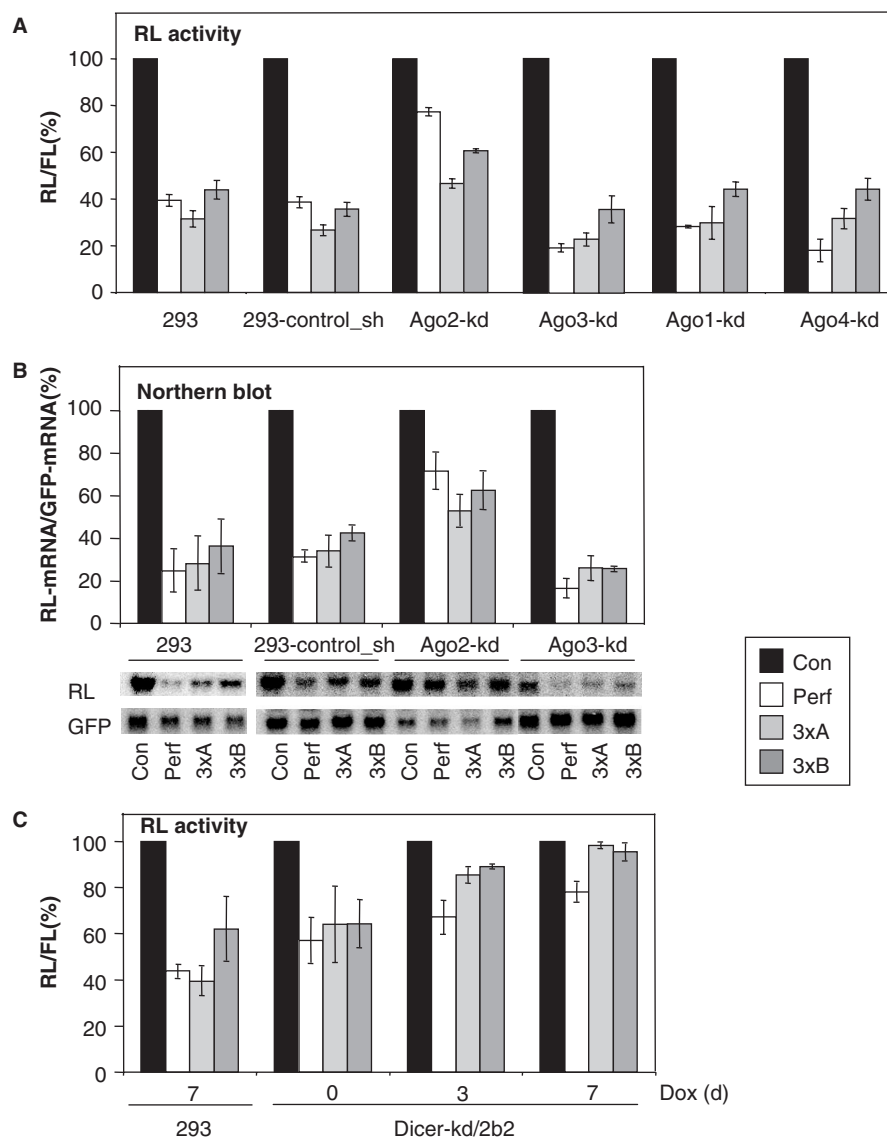 A
RL activity
RL/FL(%)
100
80
60
40
20
0
293 293-control_sh Ago2-kd Ago3-kd Ago1-kd Ago4-kd
B
Northern blot
RL-mRNA/GFP-mRNA(%)
100
80
60
40
20
0
293 293-control_sh Ago2-kd Ago3-kd
RL
GFP
Con Perf 3xA 3xB Con Perf 3xA 3xB Con Perf 3xA 3xB Con Perf 3xA 3xB
Con
Perf
3xA
3xB
C
RL activity
RL/FL(%)
100
80
60
40
20
0
7 0 3 7 Dox (d)
293 Dicer-kd/2b2